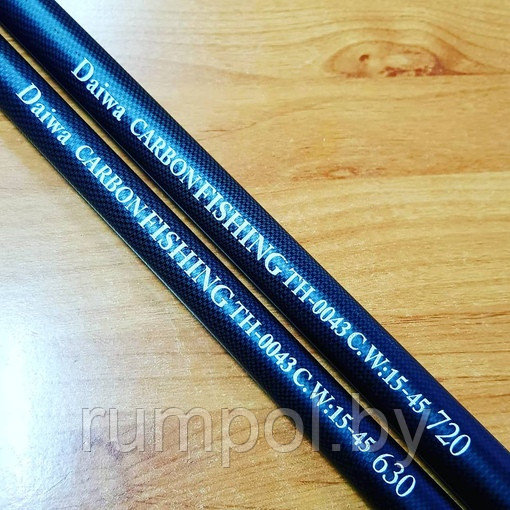 Daiwa CARBON FISHING TH-0043 C.W:15-45 720
Daiwa CARBON FISHING TH-0043 C.W:15-45 630
rumpol.by